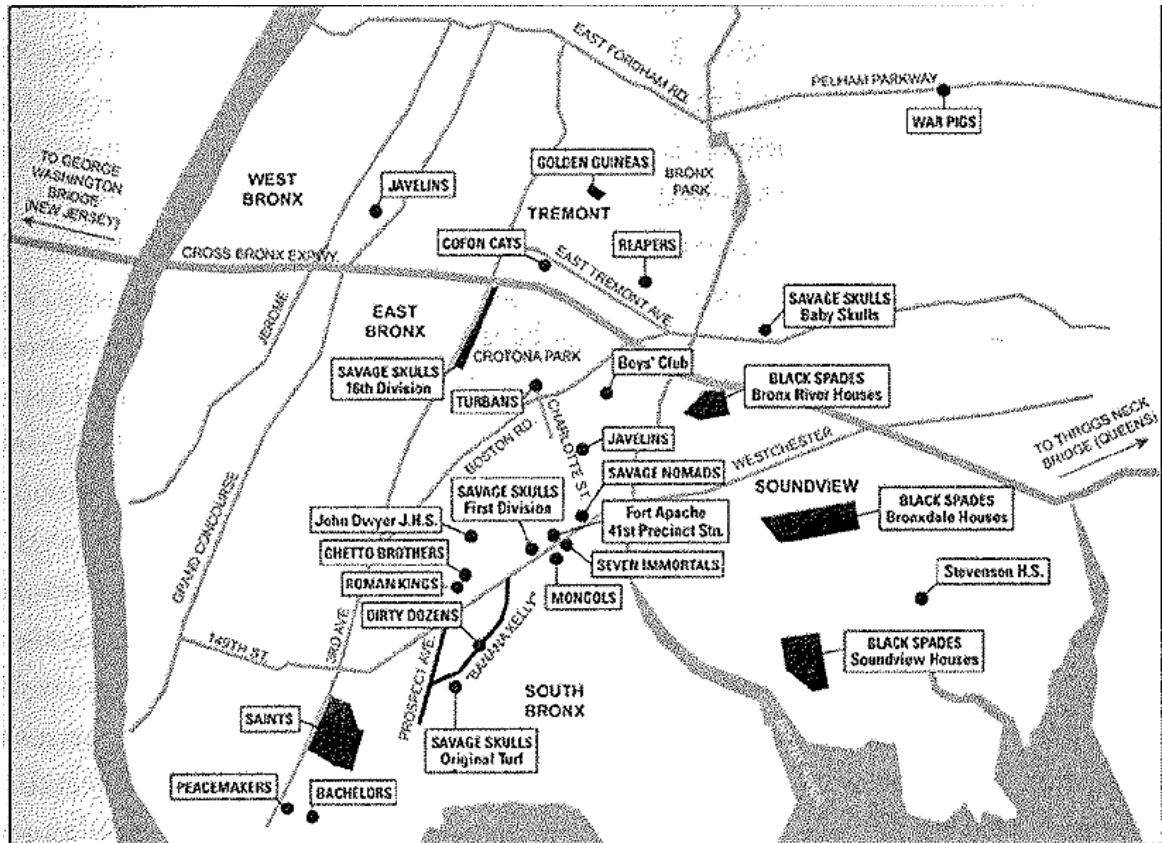 EAST FORDHAM RD.
PELHAM PARKWAY
WAR PIGS
TO GEORGE
WASHINGTON
BRIDGE
(NEW JERSEY)
WEST
BRONX
JAVELINS
GOLDEN GUINEAS
BRONX
PARK
TREMONT
COFON CATS
REAPERS
CROSS BRONX EXPWY.
EAST TREMONT AVE.
SAVAGE SKULLS
Baby Skulls
EAST
BRONX
JEROME
CROTONA PARK
Boys' Club
SAVAGE SKULLS
16th Division
BLACK SPADES
Bronx River Houses
TURBANS
CHARLOTTE ST.
BOSTON RD.
JAVELINS
WESTCHESTER
TO THROGS NECK
BRIDGE (QUEENS)
SAVAGE NOMADS
SAVAGE SKULLS
First Division
SOUNDVIEW
BLACK SPADES
Bronxdale Houses
John Dwyer J.H.S.
Fort Apache
41st Precinct Stn.
GHETTO BROTHERS
SEVEN IMMORTALS
Stevenson H.S.
GRAND CONCOURSE
ROMAN KINGS
MONGOLS
DIRTY DOZENS
"BANANA KELLY"
149TH ST.
3RD AVE.
PROSPECT AVE.
BLACK SPADES
Soundview Houses
SOUTH
BRONX
SAINTS
SAVAGE SKULLS
Original Turf
PEACEMAKERS
BACHELORS